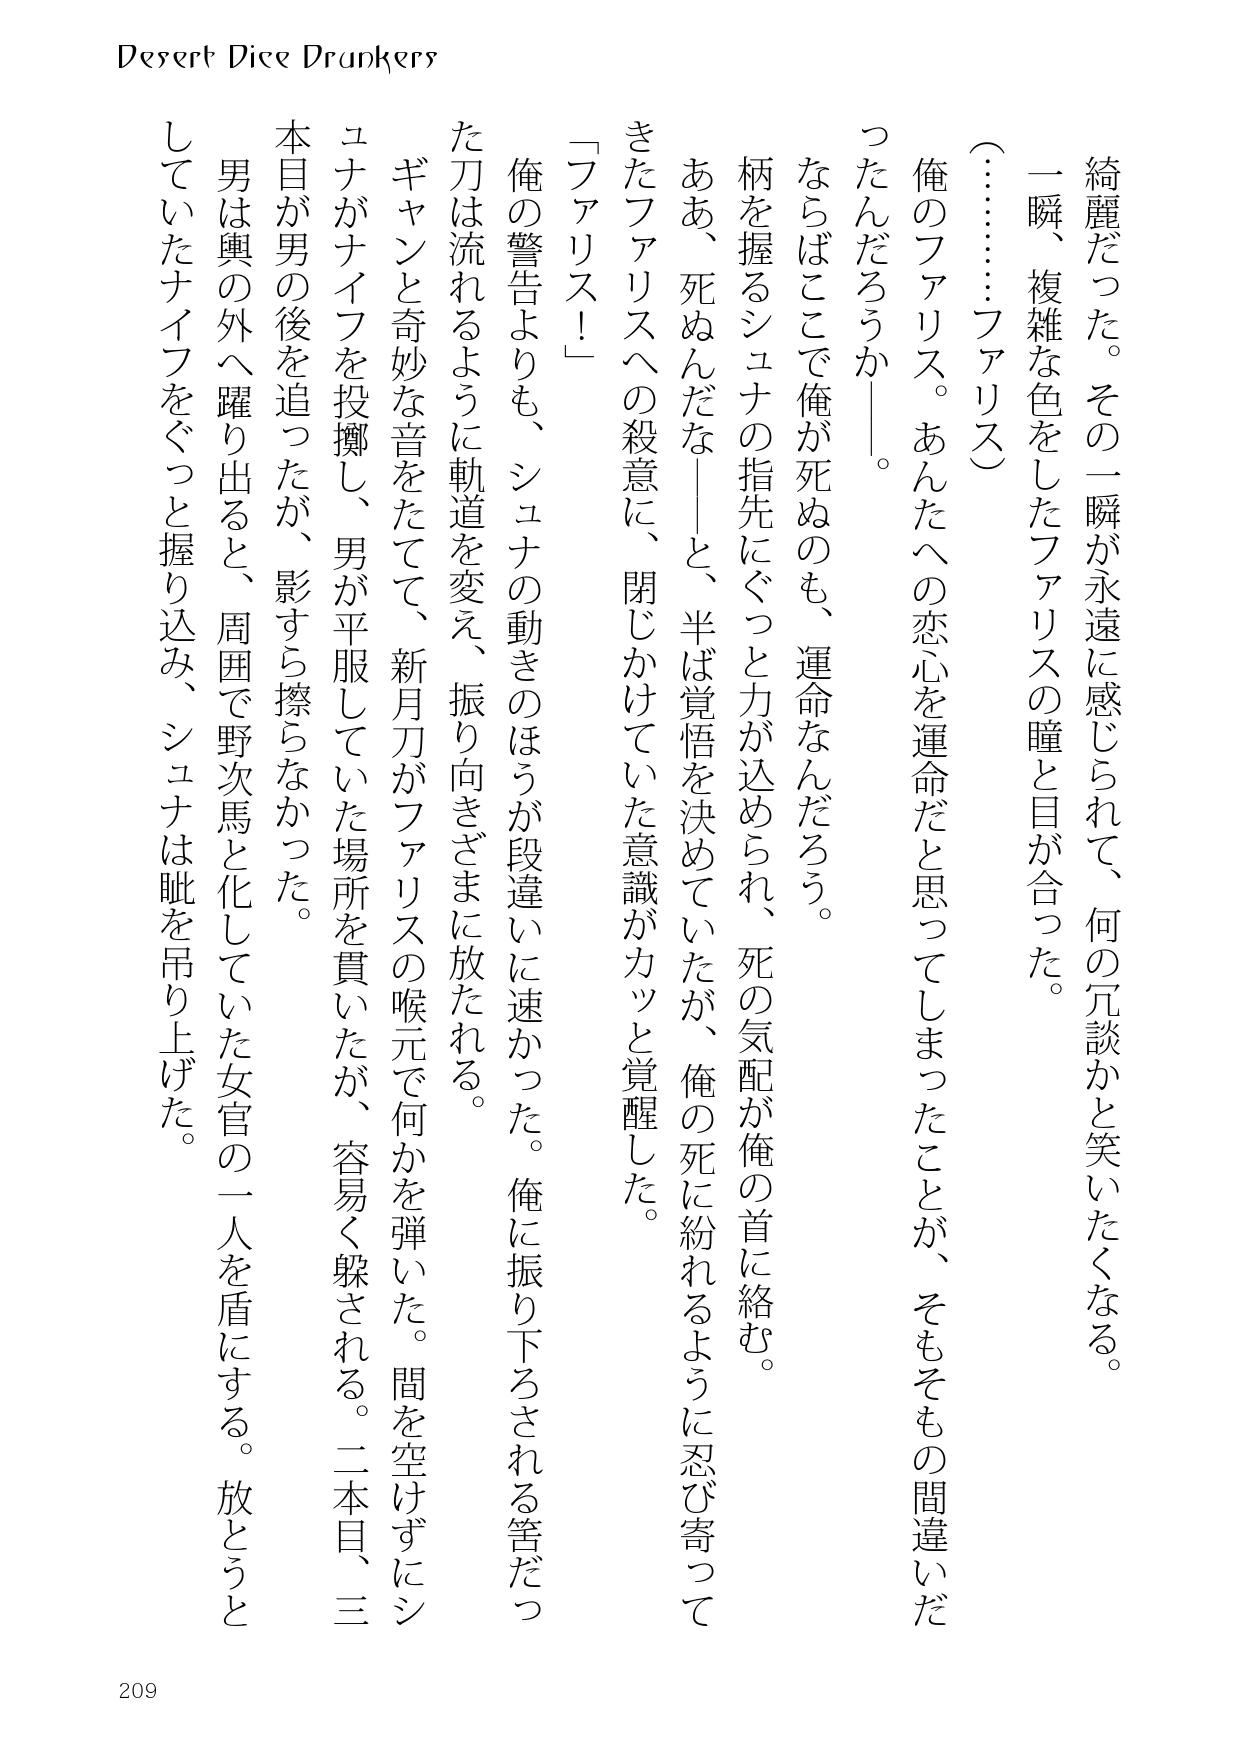 Desert Dice Drunkers
綺麗だった。その一瞬が永遠に感じられて、何の冗談かと笑いたくなる。
一瞬、複雑な色をしたファリスの瞳と目が合った。
（…………ファリス）
俺のファリス。あんたへの恋心を運命だと思ってしまったことが、そもそもの間違いだ
ったんだろうか――。
ならばここで俺が死ぬのも、運命なんだろう。
柄を握るシュナの指先にぐっと力が込められ、死の気配が俺の首に絡む。
ああ、死ぬんだな――と、半ば覚悟を決めていたが、俺の死に紛れるように忍び寄って
きたファリスへの殺意に、閉じかけていた意識がカッと覚醒した。
「ファリス！」
俺の警告よりも、シュナの動きのほうが段違いに速かった。俺に振り下ろされる筈だっ
た刀は流れるように軌道を変え、振り向きざまに放たれる。
ギャンと奇妙な音をたてて、新月刀がファリスの喉元で何かを弾いた。間を空けずにシ
ュナがナイフを投擲し、男が平服していた場所を貫いたが、容易く躱される。二本目、三
本目が男の後を追ったが、影すら擦らなかった。
男は輿の外へ躍り出ると、周囲で野次馬と化していた女官の一人を盾にする。放とうと
していたナイフをぐっと握り込み、シュナは眦を吊り上げた。
209